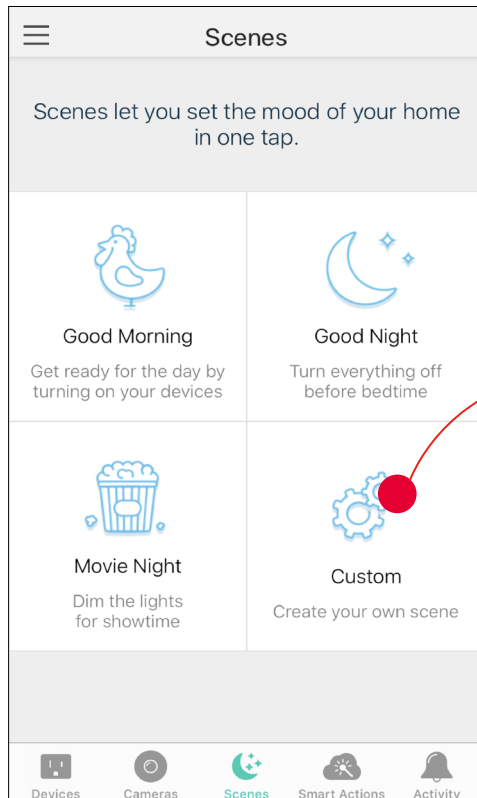 Scenes
Scenes let you set the mood of your home
in one tap.
Good Morning
Get ready for the day by
turning on your devices
Good Night
Turn everything off
before bedtime
Movie Night
Dim the lights
for showtime
Custom
Create your own scene
Devices
Cameras
Scenes
Smart Actions
Activity